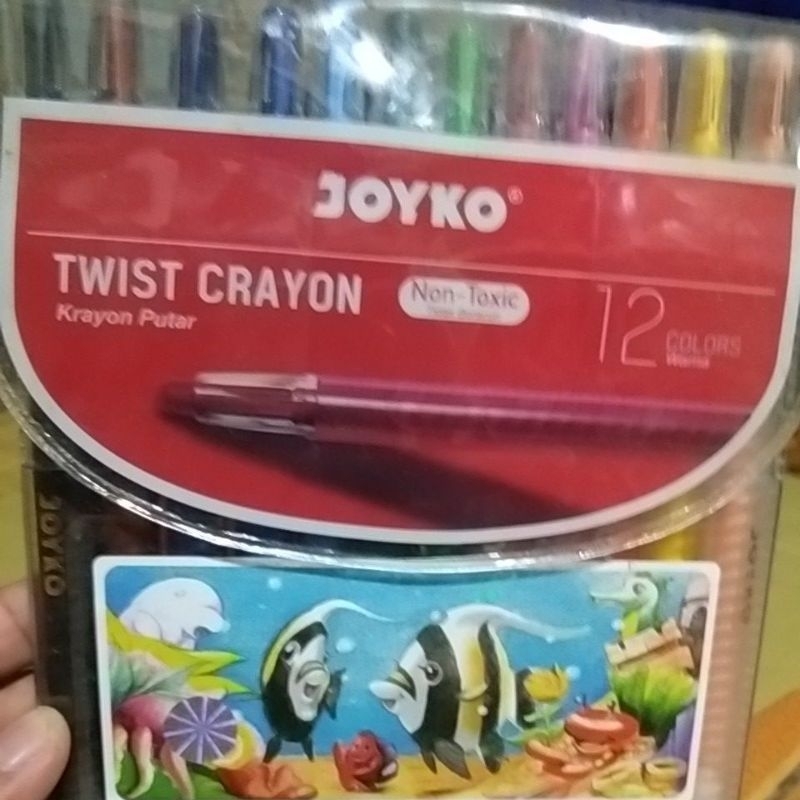 JOYKO®
TWIST CRAYON
Krayon Putar
Non-Toxic
12
COLORS
Warna
JOYKO